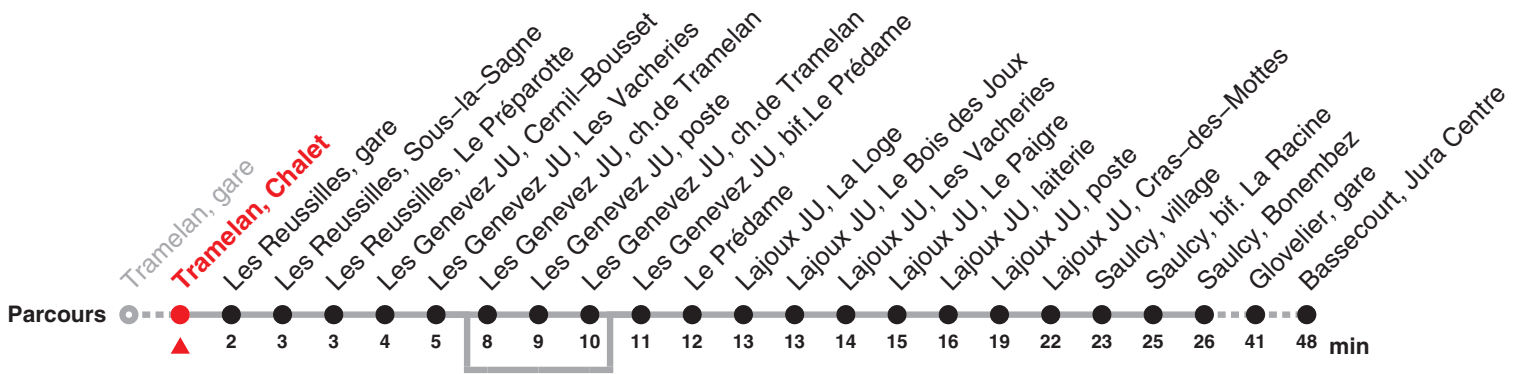 Tramelan, gare
Tramelan, Chalet
Les Reussilles, gare
Les Reussilles, Sous–la–Sagne
Les Reussilles, Le Préparotte
Les Genevez JU, Cernil–Bousset
Les Genevez JU, Les Vacheries
Les Genevez JU, ch.de Tramelan
Les Genevez JU, poste
Les Genevez JU, ch.de Tramelan
Les Genevez JU, bif.Le Prédame
Le Prédame
Lajoux JU, La Loge
Lajoux JU, Le Bois des Joux
Lajoux JU, Les Vacheries
Lajoux JU, Le Paigre
Lajoux JU, laiterie
Lajoux JU, poste
Lajoux JU, Cras–des–Mottes
Saulcy, village
Saulcy, bif. La Racine
Saulcy, Bonembez
Glovelier, gare
Bassecourt, Jura Centre
Parcours
2 3 3 4 5 8 9 10 11 12 13 13 14 15 16 19 22 23 25 26 41 48 min